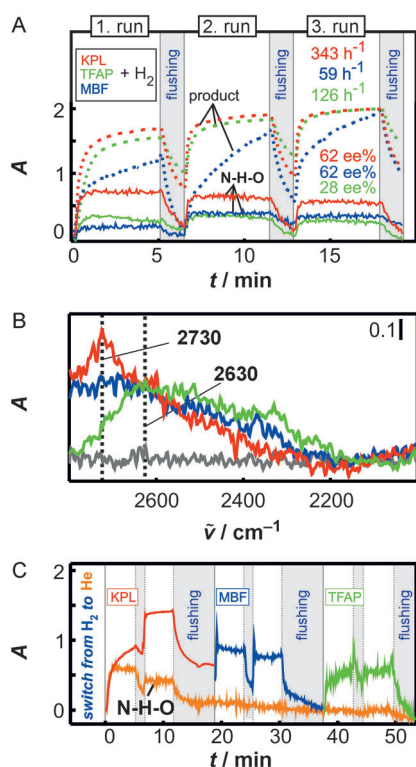 A
1. run
2. run
3. run
KPL
TFAP + H₂
MBF
flushing
flushing
flushing
343 h⁻¹
59 h⁻¹
126 h⁻¹
product
N-H-O
62 ee%
62 ee%
28 ee%
A
2
1
0
0
5
10
15
t / min
B
0.1
2730
2630
A
2600
2400
2200
ṽ / cm⁻¹
C
switch from H₂ to He
KPL
flushing
MBF
flushing
TFAP
flushing
N-H-O
A
2
1
0
0
10
20
30
40
50
t / min